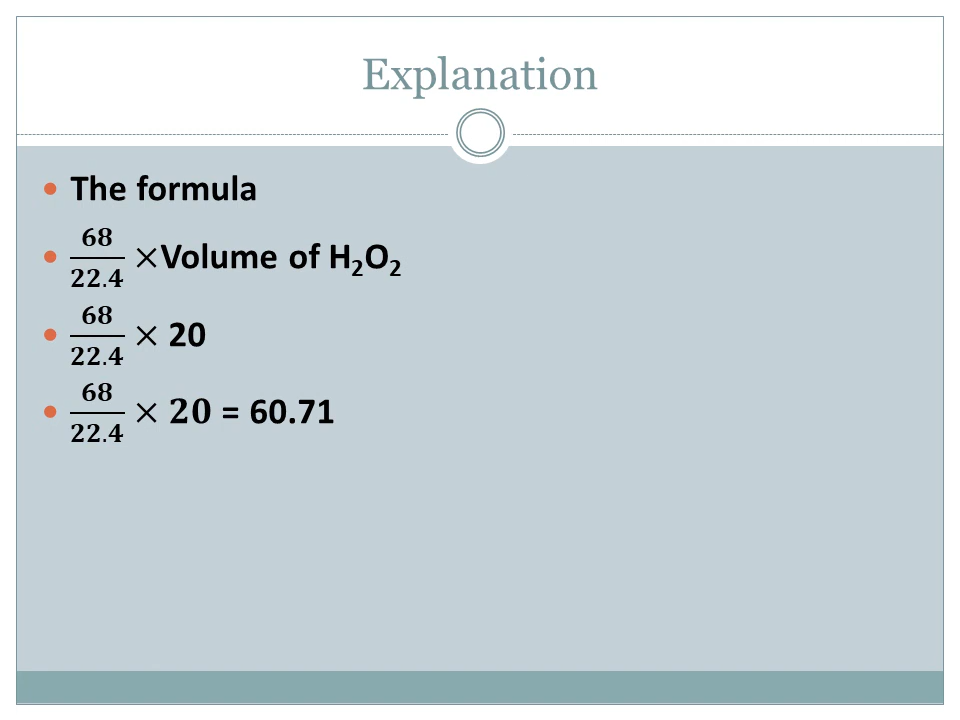 Explanation
• The formula
• 68/22.4 ×Volume of H₂O₂
• 68/22.4 × 20
• 68/22.4 × 20 = 60.71